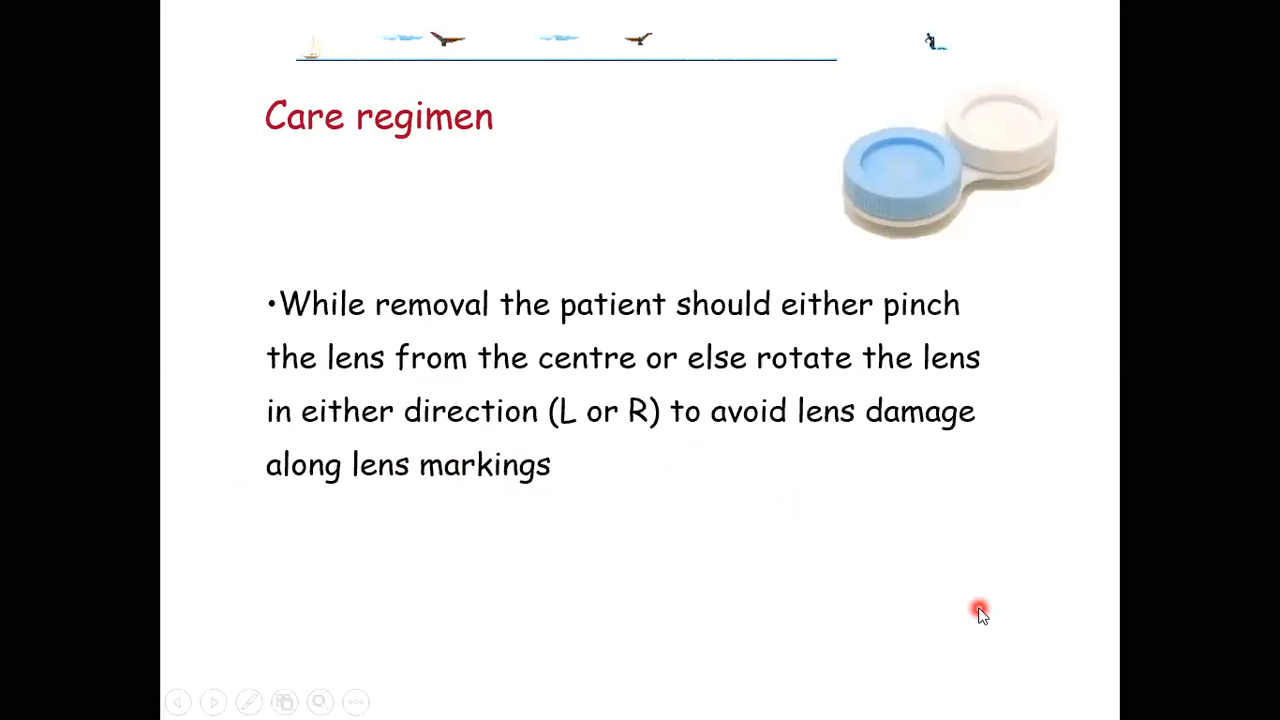 Care regimen
•While removal the patient should either pinch
the lens from the centre or else rotate the lens
in either direction (L or R) to avoid lens damage
along lens markings